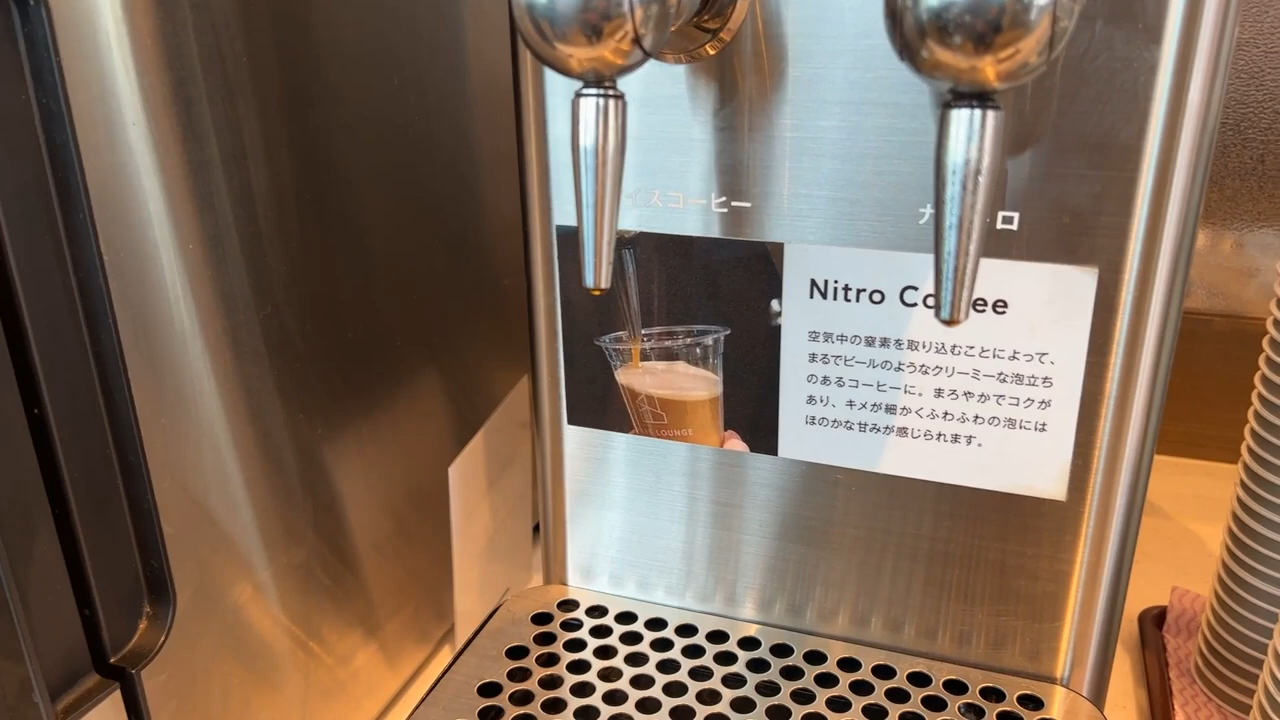 イスコーヒー
ナ ロ
Nitro Co ee
空気中の窒素を取り込むことによって、
まるでビールのようなクリーミーな泡立ち
のあるコーヒーに。まろやかでコクが
あり、キメが細かくふわふわの泡には
ほのかな甘みが感じられます。
LOUNGE